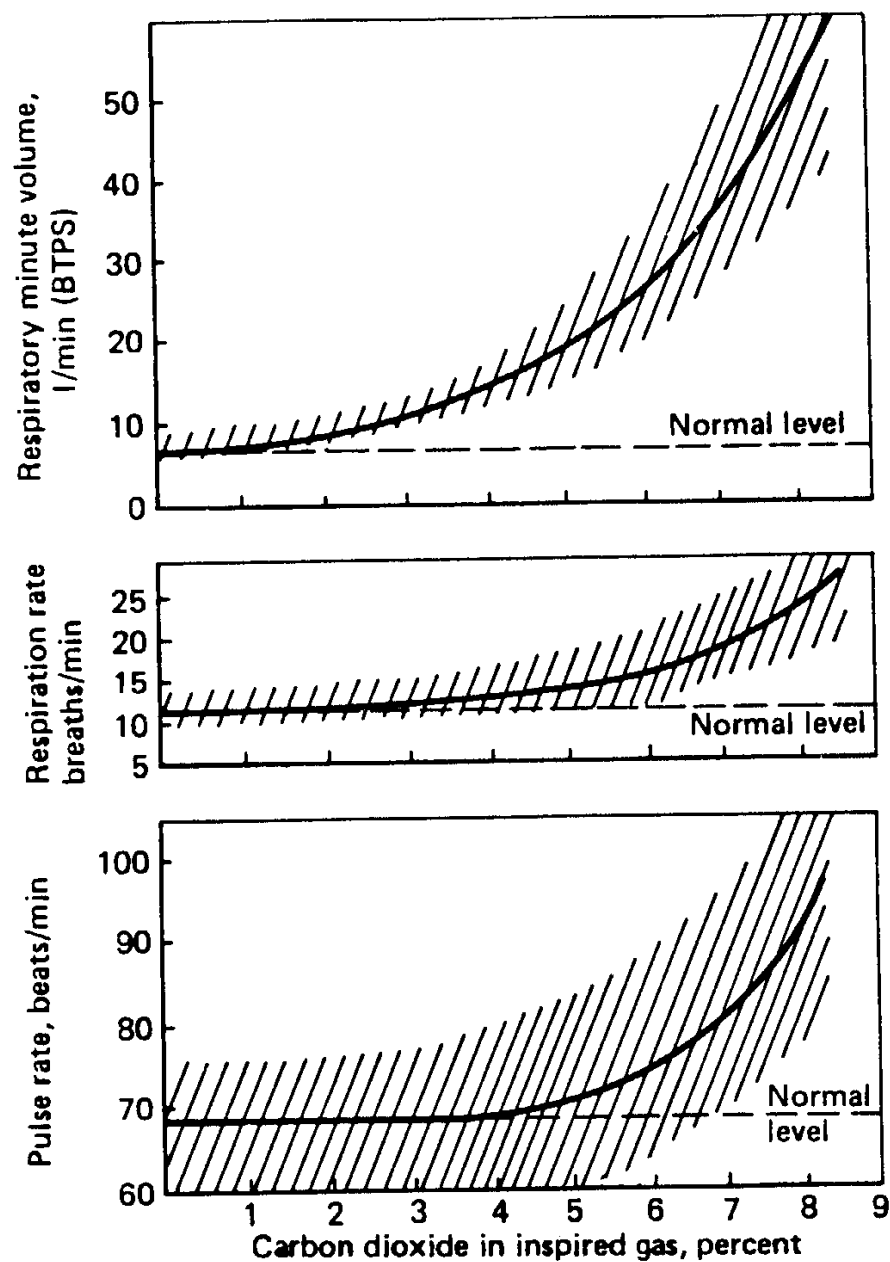 Respiratory minute volume,
l/min (BTPS)
50
40
30
20
10
0
Normal level
Respiration rate
breaths/min
25
20
15
10
5
Normal level
Pulse rate, beats/min
100
90
80
70
60
Normal
level
1 2 3 4 5 6 7 8 9
Carbon dioxide in inspired gas, percent